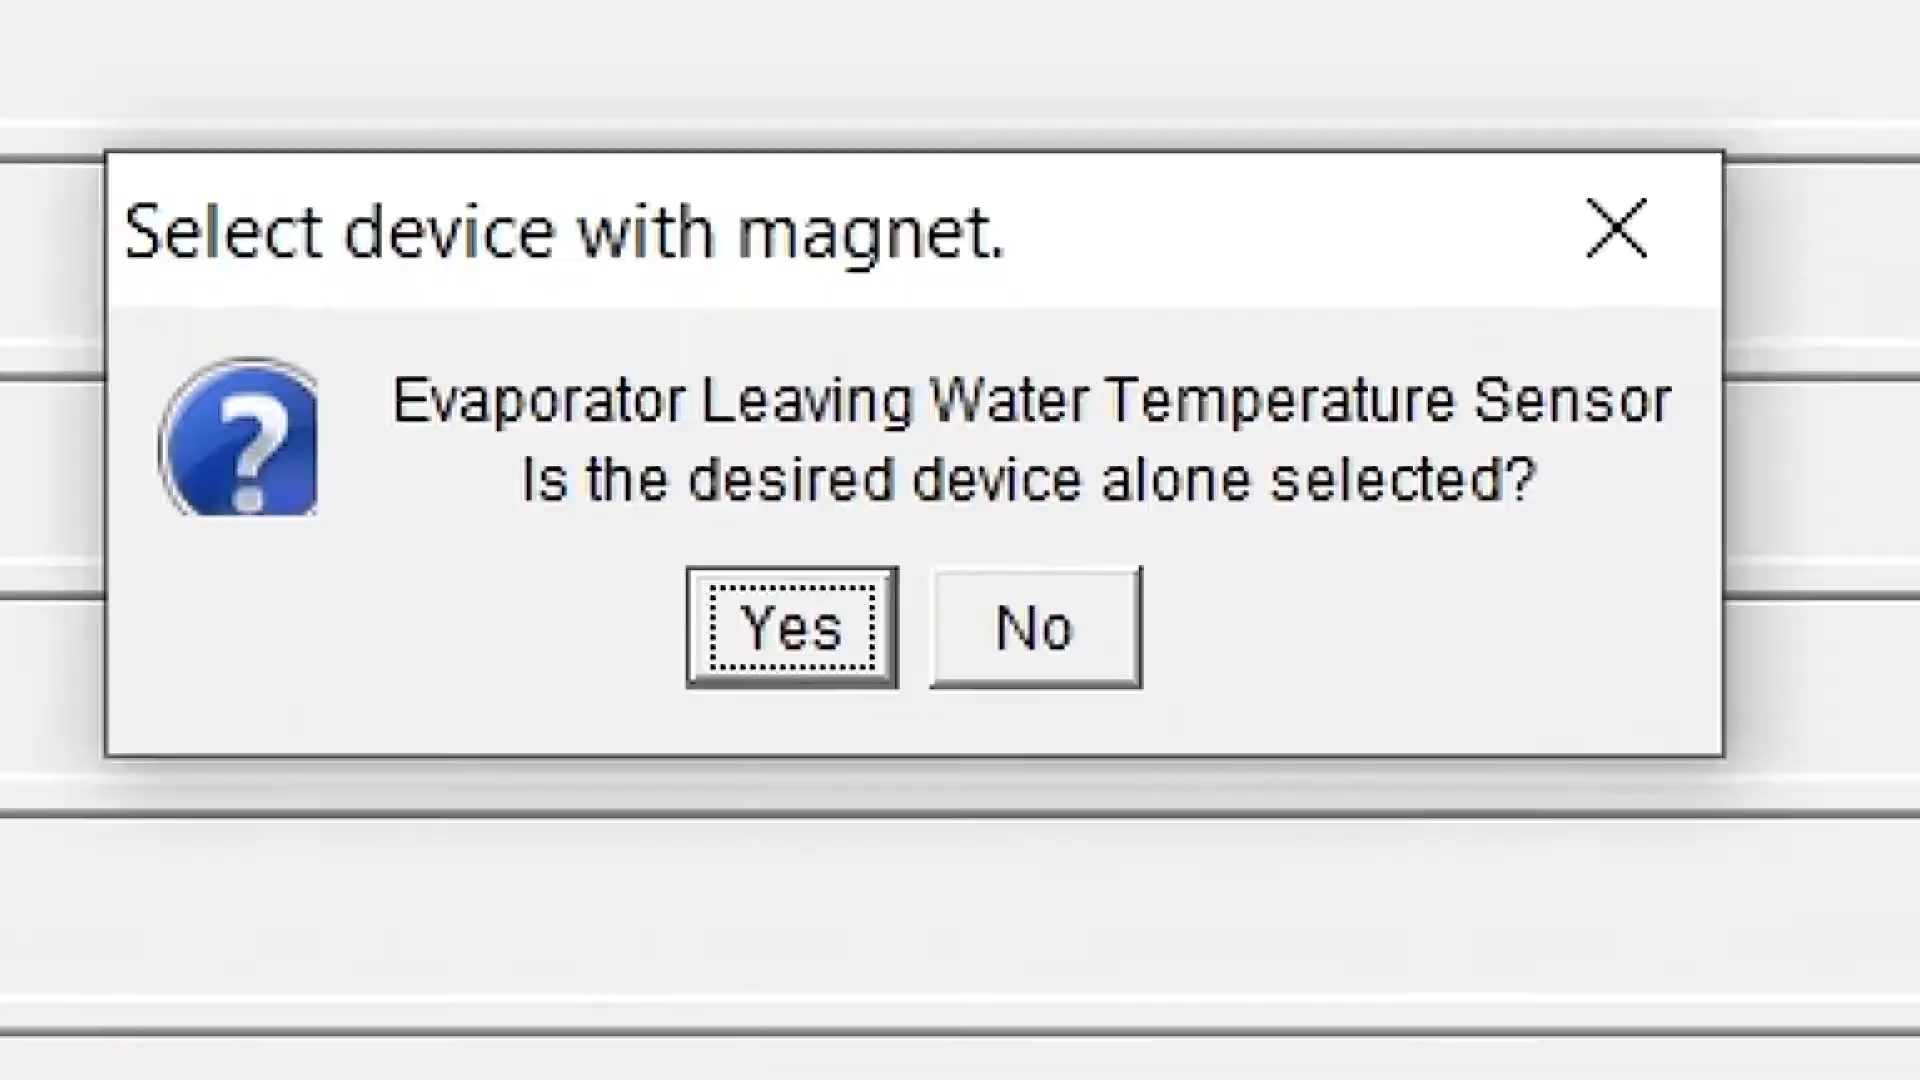 Select device with magnet.
Evaporator Leaving Water Temperature Sensor
Is the desired device alone selected?
Yes
No